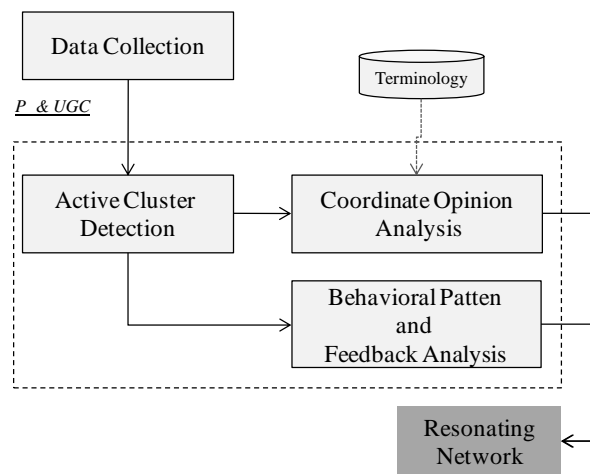 Data Collection
Terminology
P & UGC
Active Cluster
Detection
Coordinate Opinion
Analysis
Behavioral Patten
and
Feedback Analysis
Resonating
Network